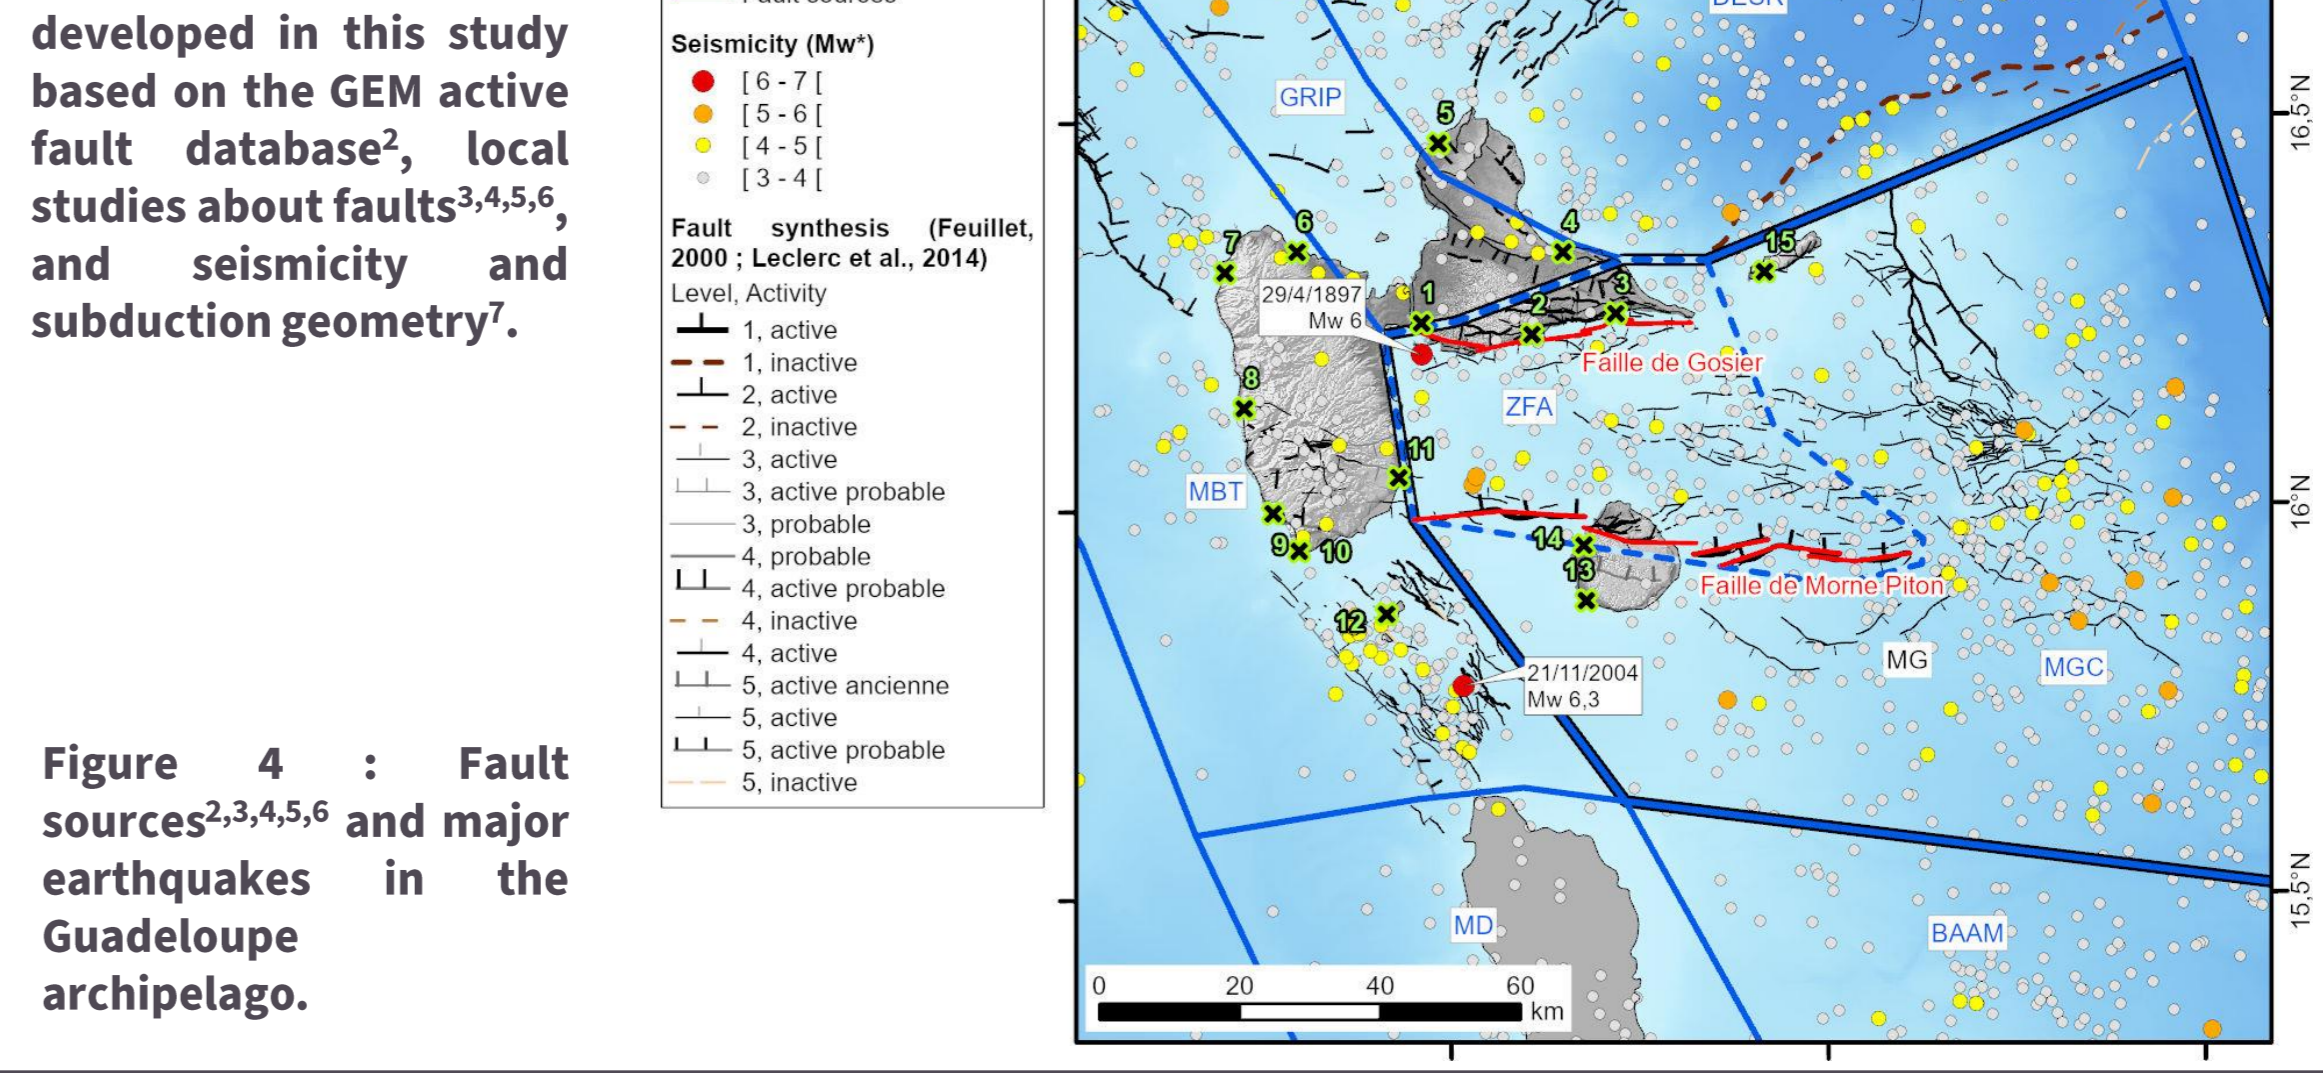 developed in this study
based on the GEM active
fault database2, local
studies about faults3,4,5,6,
and seismicity and
subduction geometry7.
Figure 4 : Fault
sources2,3,4,5,6 and major
earthquakes in the
Guadeloupe
archipelago.
Fault sources
Seismicity (Mw*)
[ 6 - 7 [
[ 5 - 6 [
[ 4 - 5 [
[ 3 - 4 [
Fault synthesis (Feuillet,
2000 ; Leclerc et al., 2014)
Level, Activity
1, active
1, inactive
2, active
2, inactive
3, active
3, active probable
3, probable
4, probable
4, active probable
4, inactive
4, active
5, active ancienne
5, active
5, active probable
5, inactive
DESR
GRIP
5
4
6
7
15
3
29/4/1897
Mw 6
1
2
Faille de Gosier
8
ZFA
11
MBT
14
9
10
13
Faille de Morne Piton
12
MG
MGC
21/11/2004
Mw 6,3
MD
BAAM
0 20 40 60
km
16,5°N
16°N
15,5°N